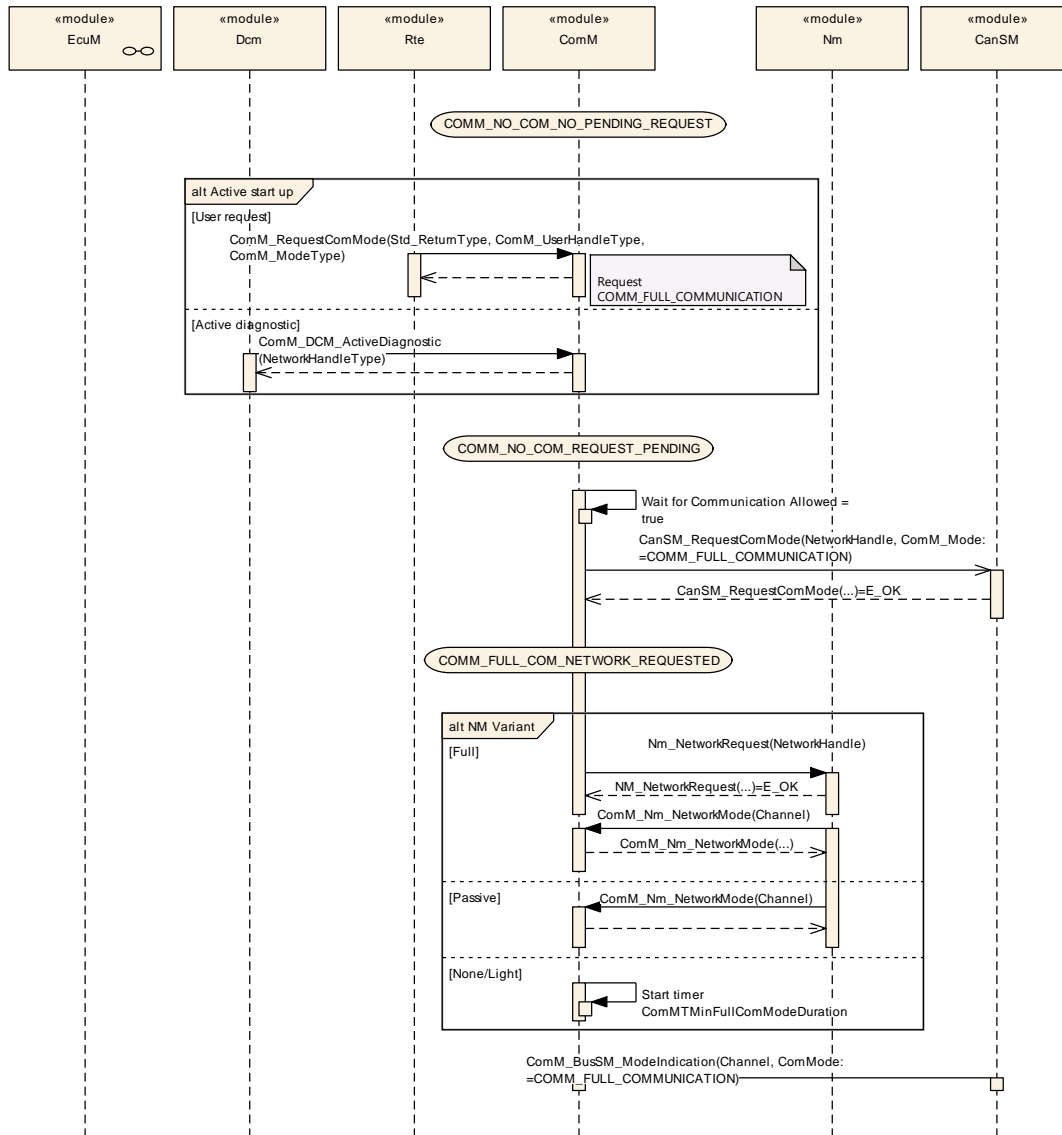 «module»
EcuM
«module»
Dcm
«module»
Rte
«module»
ComM
«module»
Nm
«module»
CanSM
COMM_NO_COM_NO_PENDING_REQUEST
alt Active start up
[User request]
ComM_RequestComMode(Std_ReturnType, ComM_UserHandleType,
ComM_ModeType)
Request
COMM_FULL_COMMUNICATION
[Active diagnostic]
ComM_DCM_ActiveDiagnostic
(NetworkHandleType)
COMM_NO_COM_REQUEST_PENDING
Wait for Communication Allowed =
true
CanSM_RequestComMode(NetworkHandle, ComM_Mode:
=COMM_FULL_COMMUNICATION)
CanSM_RequestComMode(...)=E_OK
COMM_FULL_COM_NETWORK_REQUESTED
alt NM Variant
[Full]
Nm_NetworkRequest(NetworkHandle)
NM_NetworkRequest(...)=E_OK
ComM_Nm_NetworkMode(Channel)
ComM_Nm_NetworkMode(...)
[Passive]
ComM_Nm_NetworkMode(Channel)
[None/Light]
Start timer
ComMTMinFullComModeDuration
ComM_BusSM_ModeIndication(Channel, ComMode:
=COMM_FULL_COMMUNICATION)